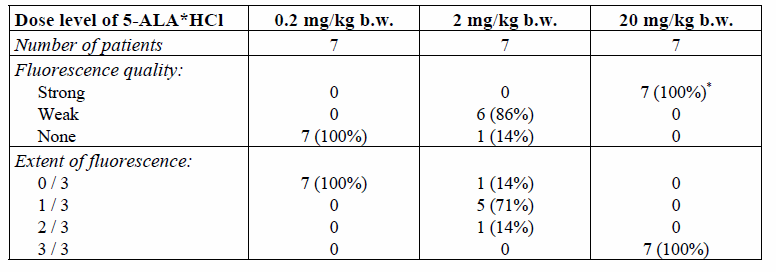 Dose level of 5-ALA*HCl 0.2 mg/kg b.w. 2 mg/kg b.w. 20 mg/kg b.w.
Number of patients 7 7 7
Fluorescence quality:
Strong 0 0 7 (100%)*
Weak 0 6 (86%) 0
None 7 (100%) 1 (14%) 0
Extent of fluorescence:
0 / 3 7 (100%) 1 (14%) 0
1 / 3 0 5 (71%) 0
2 / 3 0 1 (14%) 0
3 / 3 0 0 7 (100%)